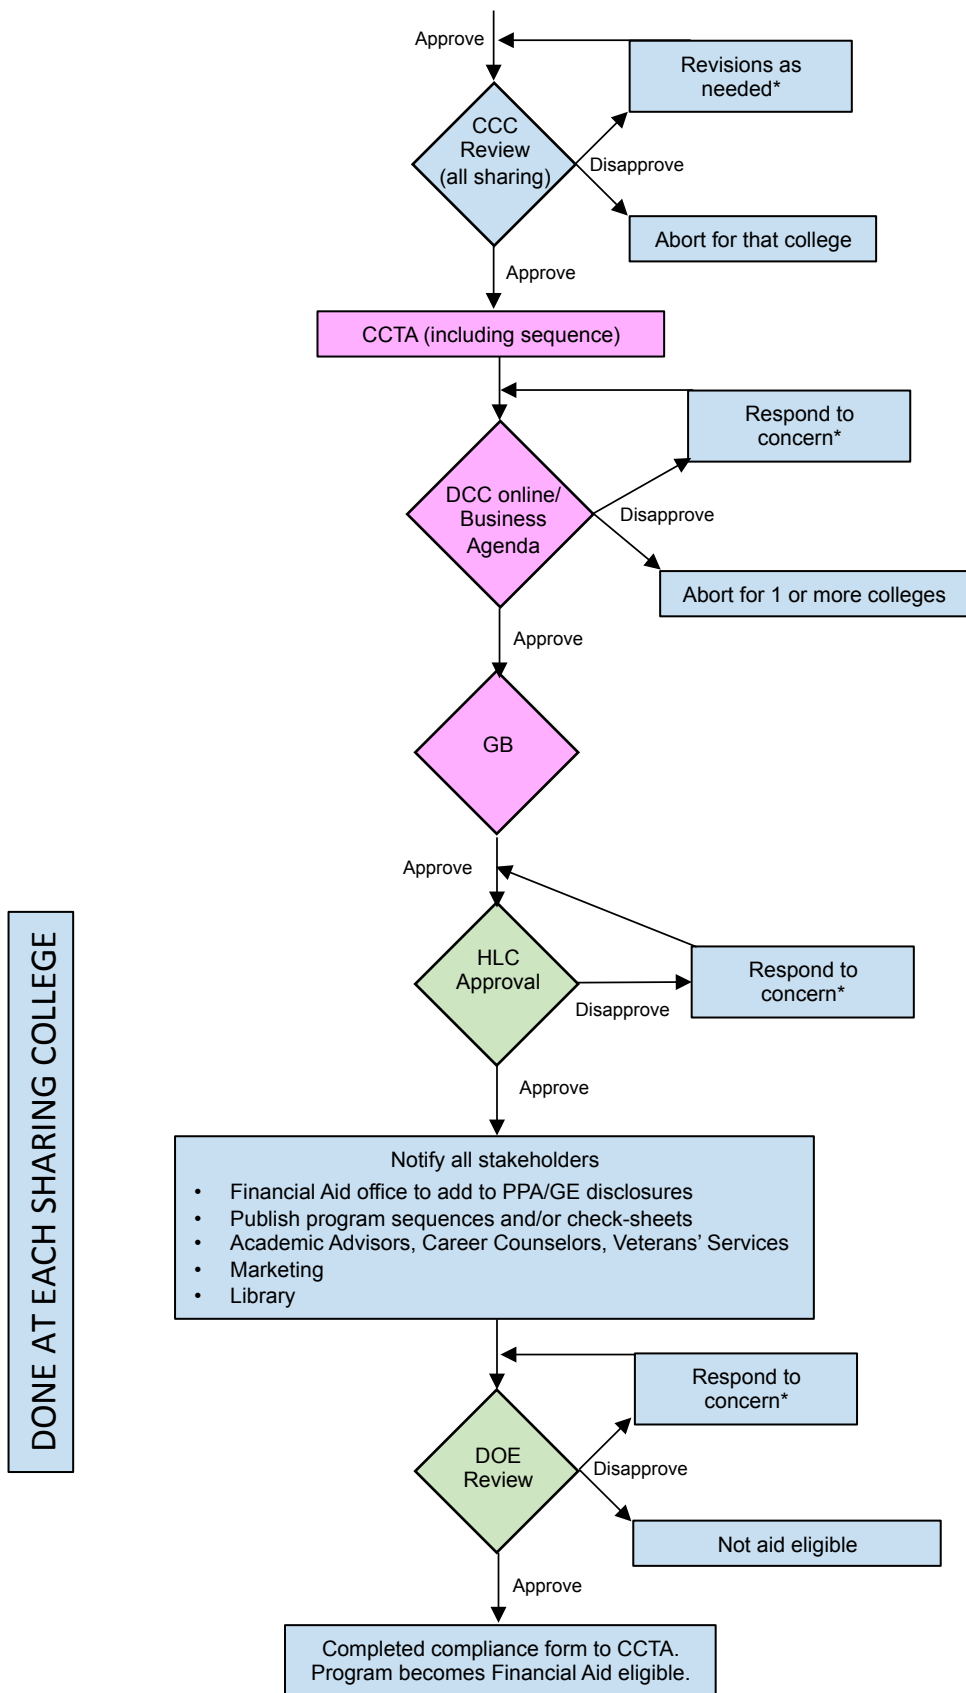 Approve
Revisions as
needed*
CCC
Review
(all sharing)
Disapprove
Abort for that college
Approve
CCTA (including sequence)
Respond to
concern*
DCC online/
Business
Agenda
Disapprove
Abort for 1 or more colleges
Approve
GB
Approve
HLC
Approval
Respond to
concern*
Disapprove
Approve
DONE AT EACH SHARING COLLEGE
Notify all stakeholders
• Financial Aid office to add to PPA/GE disclosures
• Publish program sequences and/or check-sheets
• Academic Advisors, Career Counselors, Veterans’ Services
• Marketing
• Library
Respond to
concern*
DOE
Review
Disapprove
Not aid eligible
Approve
Completed compliance form to CCTA.
Program becomes Financial Aid eligible.